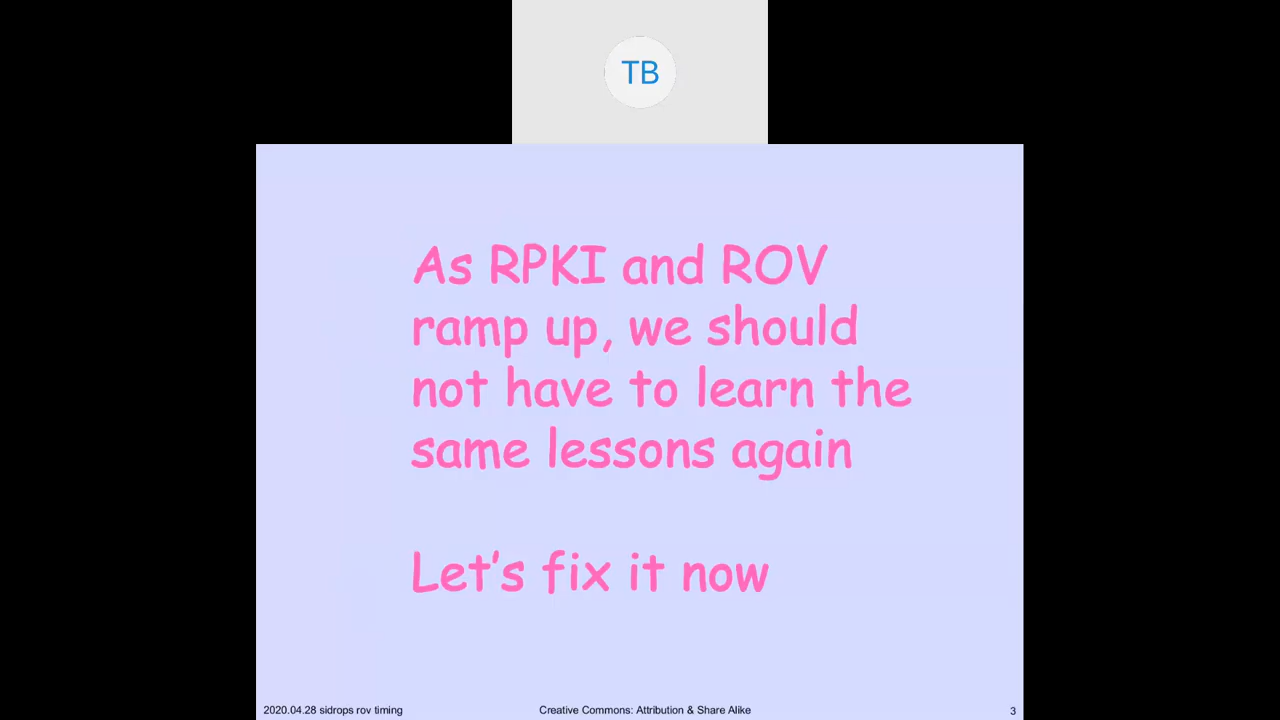 TB
As RPKI and ROV
ramp up, we should
not have to learn the
same lessons again
Let's fix it now
2020.04.28 sidrops rov timing
Creative Commons: Attribution & Share Alike
3